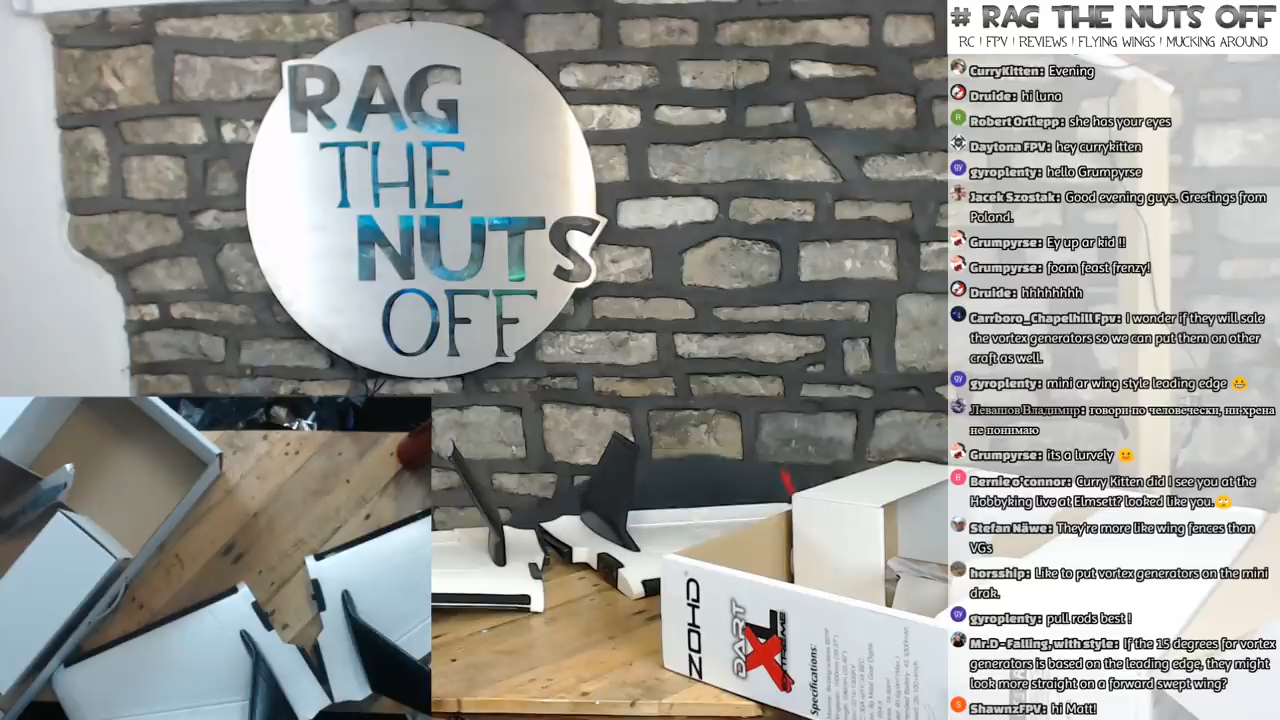 RAG
THE
NUTS
OFF
# RAG THE NUTS OFF
RC | FPV | REVIEWS | FLYING WINGS | MUCKING AROUND
CurryKitten: Evening
Druide: hi luna
Robert Ortlepp: she has your eyes
Daytona FPV: hey currykitten
gyroplenty: hello Grumpyrse
Jacek Szostak: Good evening guys. Greetings from
Poland.
Grumpyrse: Ey up ar kid !!
Grumpyrse: foam feast frenzy!
Druide: hhhhhhhh
Carrboro_Chapelhill Fpv: I wonder if they will sale
the vortex generators so we can put them on other
craft as well.
gyroplenty: mini ar wing style leading edge 😀
Левашов Владимир: говори по человечески, ни хрена
не понимаю
Grumpyrse: its a lurvely 🙂
Bernie o'connor: Curry Kitten did I see you at the
Hobbyking live at Elmsett? looked like you.🙄
Stefan Näwe: They're more like wing fences than
VGs
horsship: Like to put vortex generators on the mini
drak.
gyroplenty: pull rods best !
Mr.D - Falling, with style: If the 15 degrees for vortex
generators is based on the leading edge, they might
look more straight on a forward swept wing?
ShawnzFPV: hi Matt!
ZOHD
DART
XL
EXTREME
Specifications: